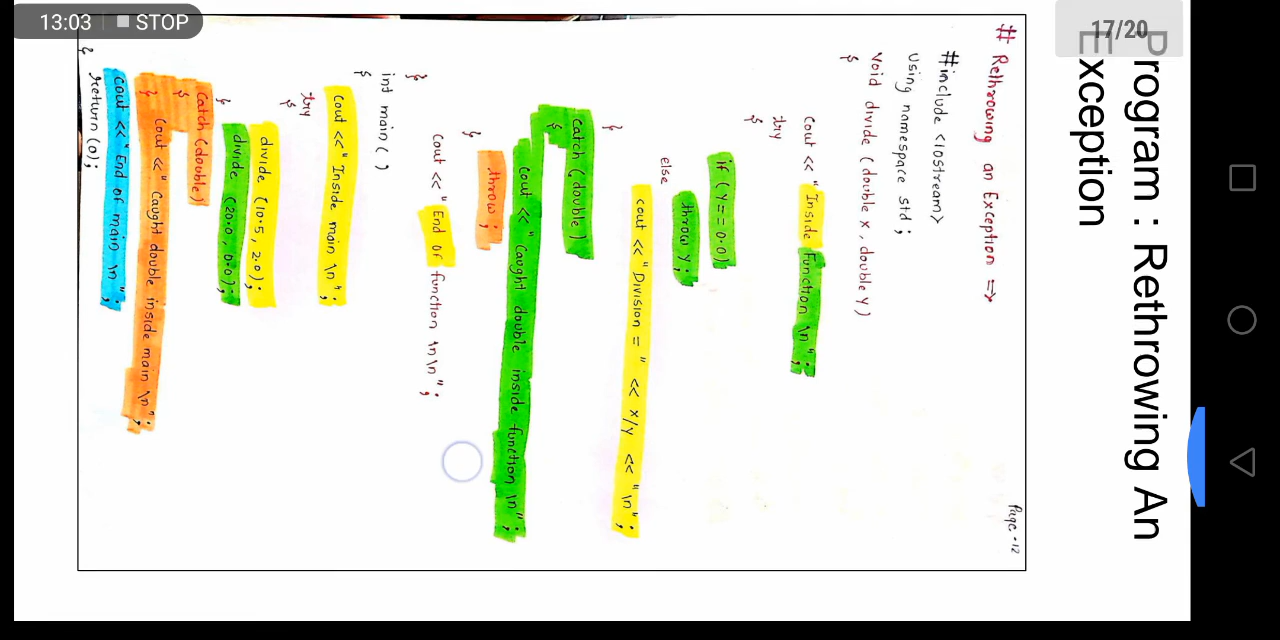 13:03 STOP
17/20
Program : Rethrowing An
Exception
Page - 12
# Rethrowing an Exception =>
#include <iostream>
using namespace std ;
void divide ( double x , double y )
{
cout << " Inside Function \n" ;
try
{
if ( y == 0.0 )
throw y ;
else
cout << " Division = " << x/y << " \n" ;
}
catch ( double )
{
cout << " Caught double inside function \n" ;
throw ;
}
cout << " End of function \n \n" ;
}
int main ( )
{
cout << " Inside main \n" ;
try
{
divide ( 10.5 , 2.0 ) ;
divide ( 20.0 , 0.0 ) ;
}
catch ( double )
{
cout << " Caught double inside main \n" ;
}
cout << " End of main \n" ;
return (0) ;
}